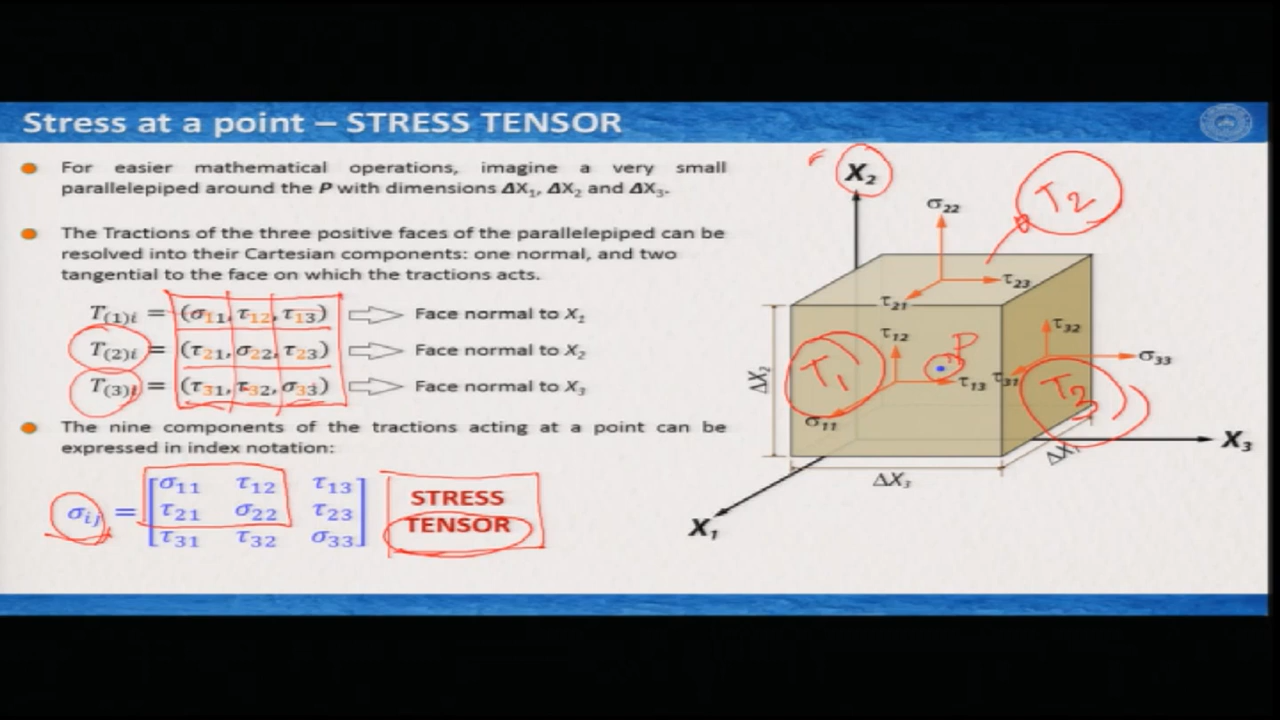 Stress at a point – STRESS TENSOR
For easier mathematical operations, imagine a very small
parallelepiped around the P with dimensions ΔX₁, ΔX₂ and ΔX₃.
The Tractions of the three positive faces of the parallelepiped can be
resolved into their Cartesian components: one normal, and two
tangential to the face on which the tractions acts.
T(1)i = (σ11, τ12, τ13) Face normal to X₁
T(2)i = (τ21, σ22, τ23) Face normal to X₂
T(3)i = (τ31, τ32, σ33) Face normal to X₃
The nine components of the tractions acting at a point can be
expressed in index notation:
σij = [σ11 τ12 τ13
τ21 σ22 τ23
τ31 τ32 σ33]
STRESS
TENSOR
X₂
T2
σ22
τ23
τ21
τ12
P
τ32
σ33
T1
τ13
τ31
T3
ΔX₂
σ11
X₃
ΔX₁
ΔX₃
X₁